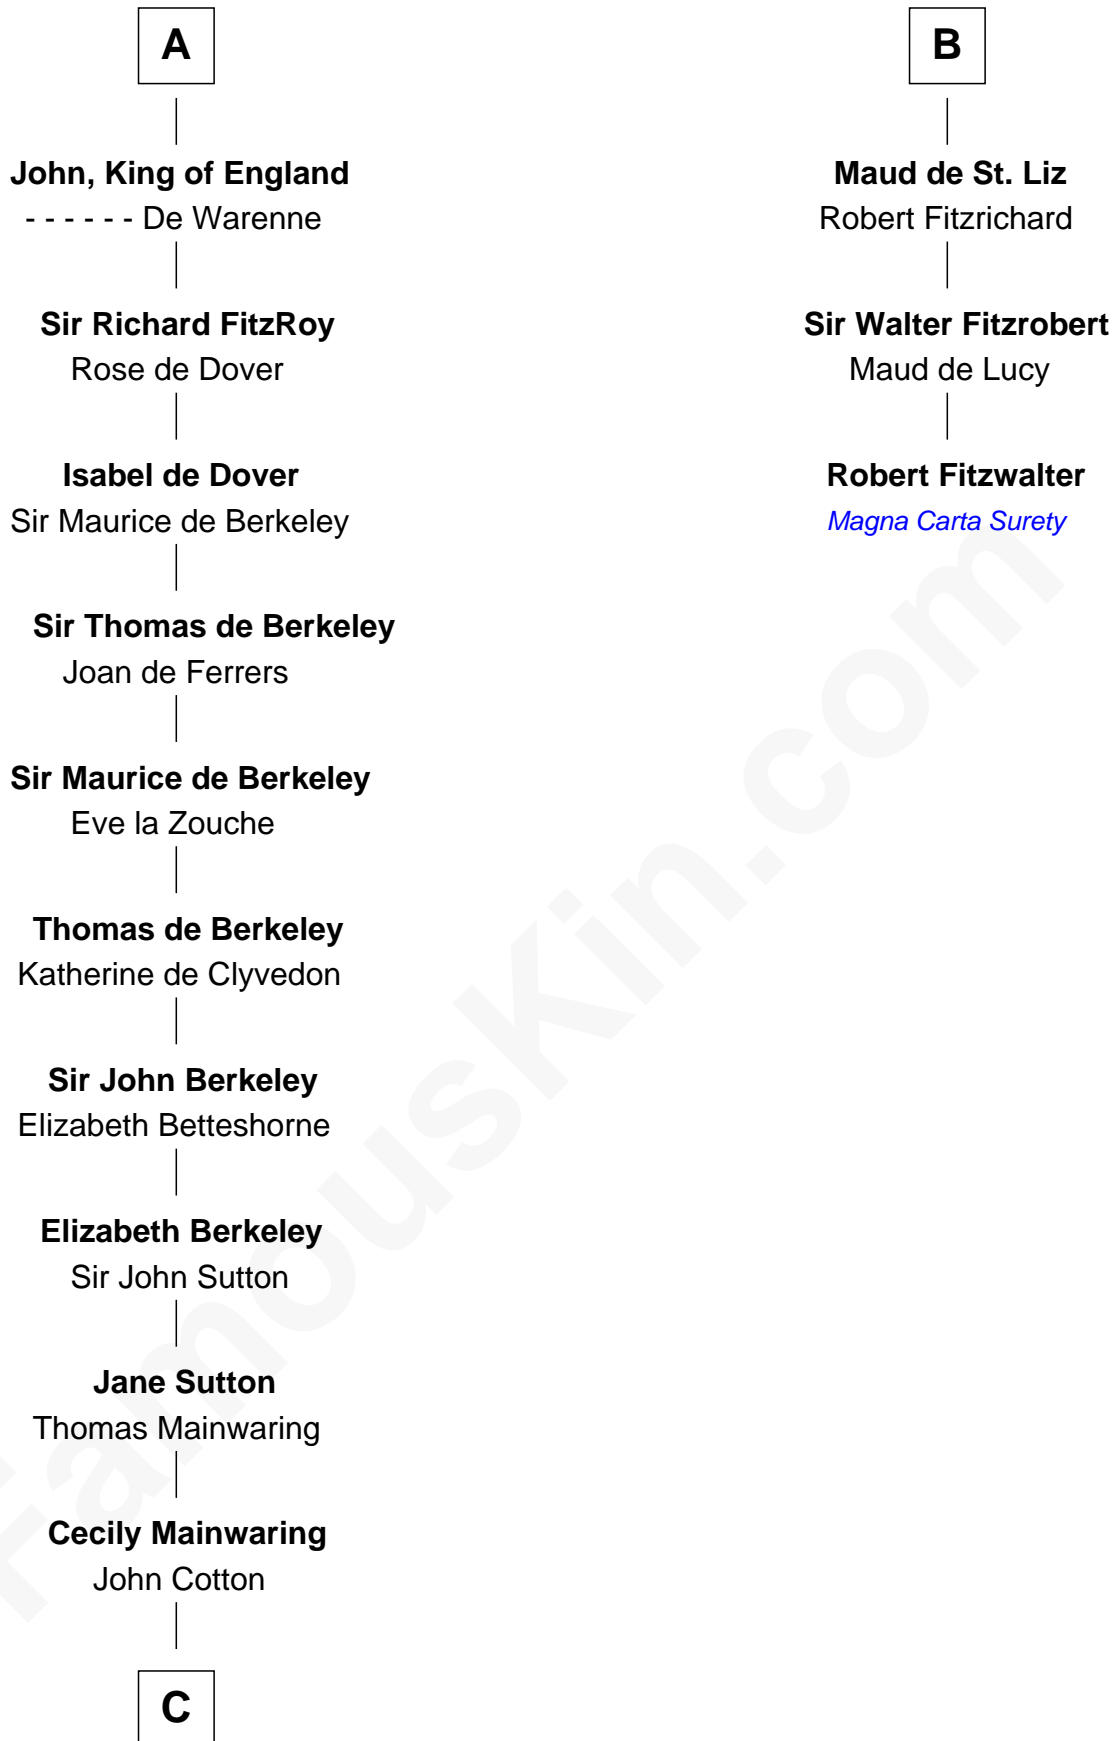 A
John, King of England
- - - - - - De Warenne
Sir Richard FitzRoy
Rose de Dover
Isabel de Dover
Sir Maurice de Berkeley
Sir Thomas de Berkeley
Joan de Ferrers
Sir Maurice de Berkeley
Eve la Zouche
Thomas de Berkeley
Katherine de Clyvedon
Sir John Berkeley
Elizabeth Betteshorne
Elizabeth Berkeley
Sir John Sutton
Jane Sutton
Thomas Mainwaring
Cecily Mainwaring
John Cotton
C
B
Maud de St. Liz
Robert Fitzrichard
Sir Walter Fitzrobert
Maud de Lucy
Robert Fitzwalter
Magna Carta Surety
FamousKin.com